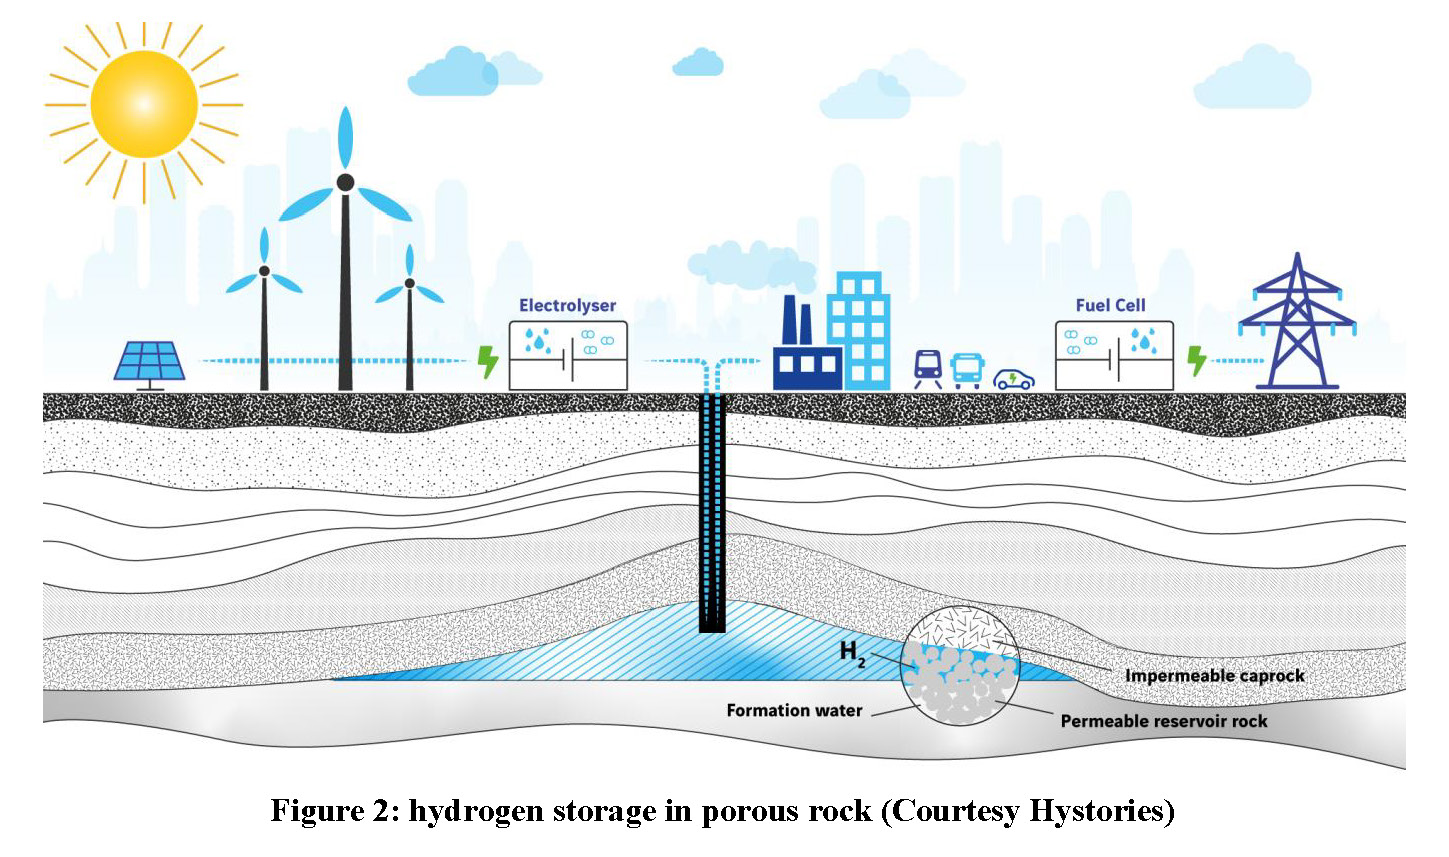 Electrolyser
Fuel Cell
H2
Impermeable caprock
Formation water
Permeable reservoir rock
Figure 2: hydrogen storage in porous rock (Courtesy Hystories)